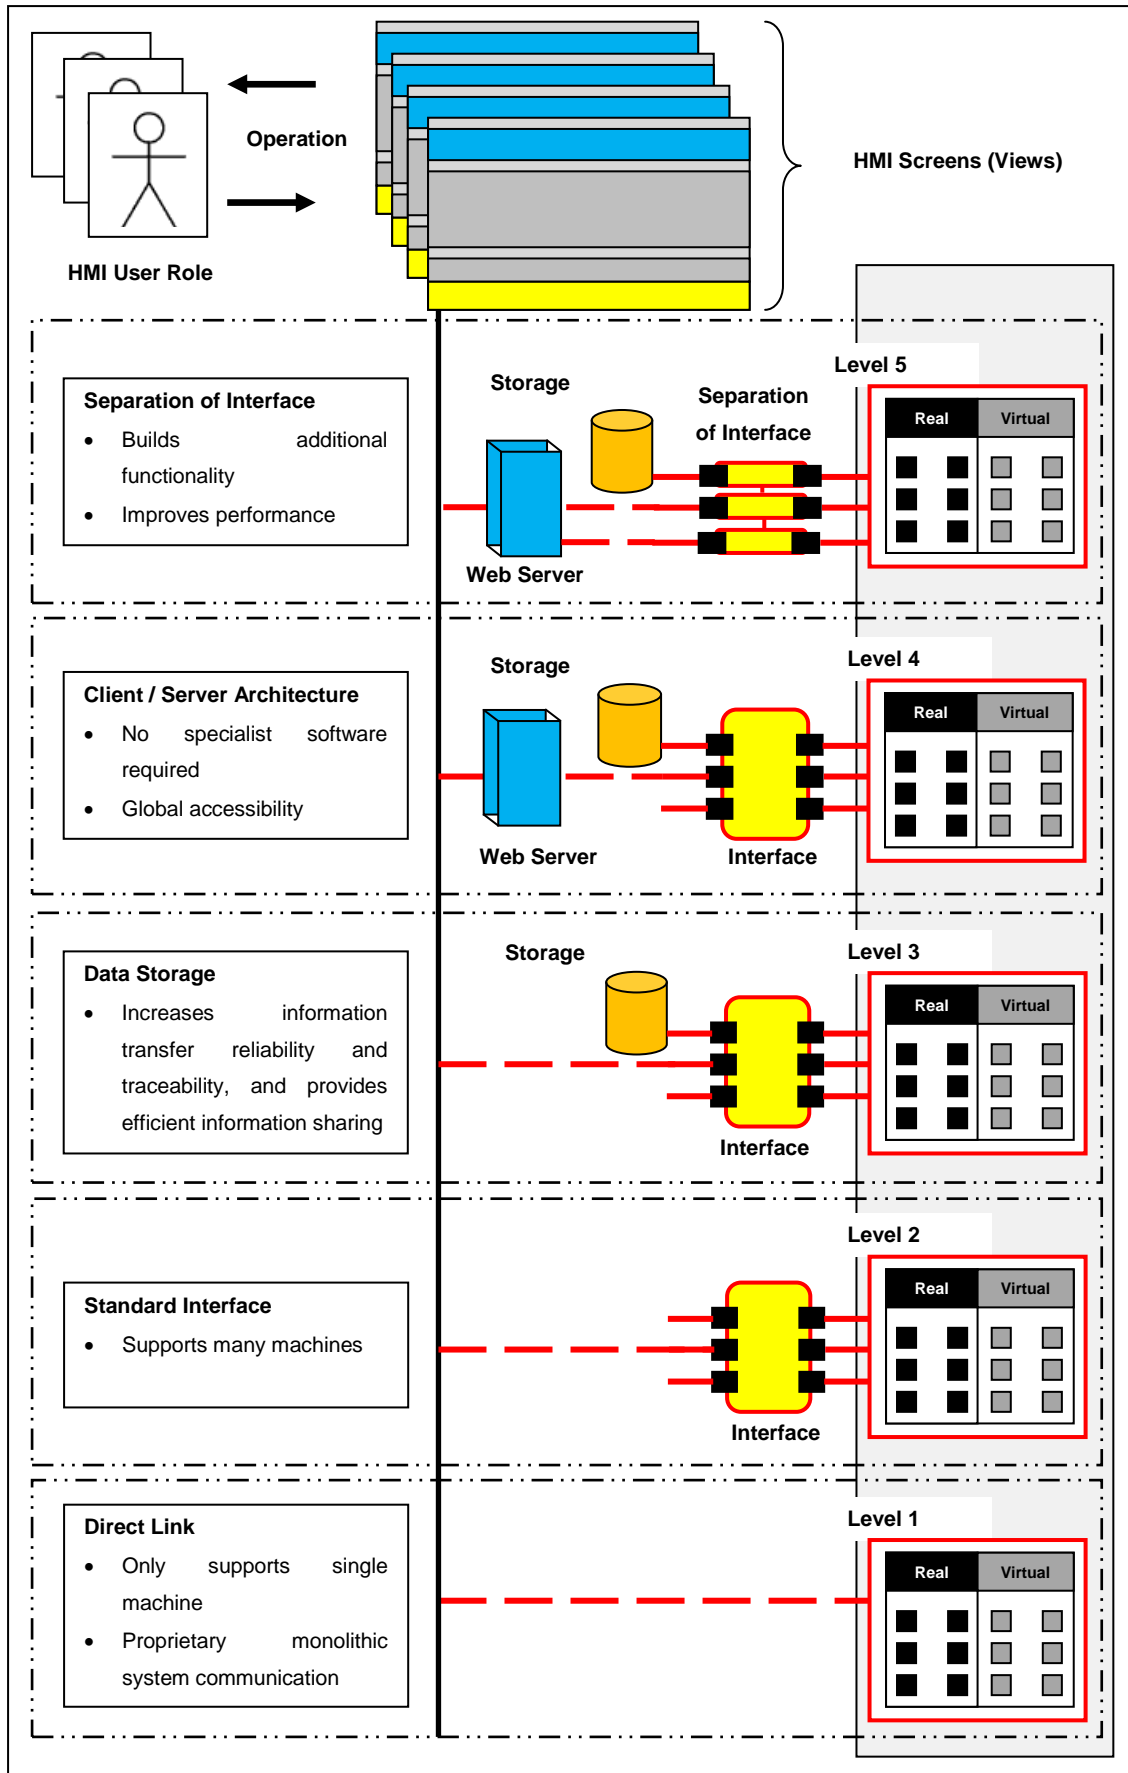 Operation
HMI Screens (Views)
HMI User Role
Level 5
Separation of Interface
• Builds additional
functionality
• Improves performance
Storage
Separation
of Interface
Web Server
Real Virtual
Level 4
Client / Server Architecture
• No specialist software
required
• Global accessibility
Storage
Web Server
Interface
Real Virtual
Level 3
Data Storage
• Increases information
transfer reliability and
traceability, and provides
efficient information sharing
Storage
Interface
Real Virtual
Level 2
Standard Interface
• Supports many machines
Interface
Real Virtual
Level 1
Direct Link
• Only supports single
machine
• Proprietary monolithic
system communication
Real Virtual